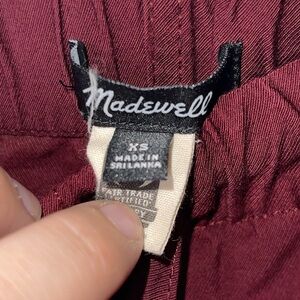 Madewell
XS
MADE IN
SRI LANKA
FAIR TRADE
CERTIFIED